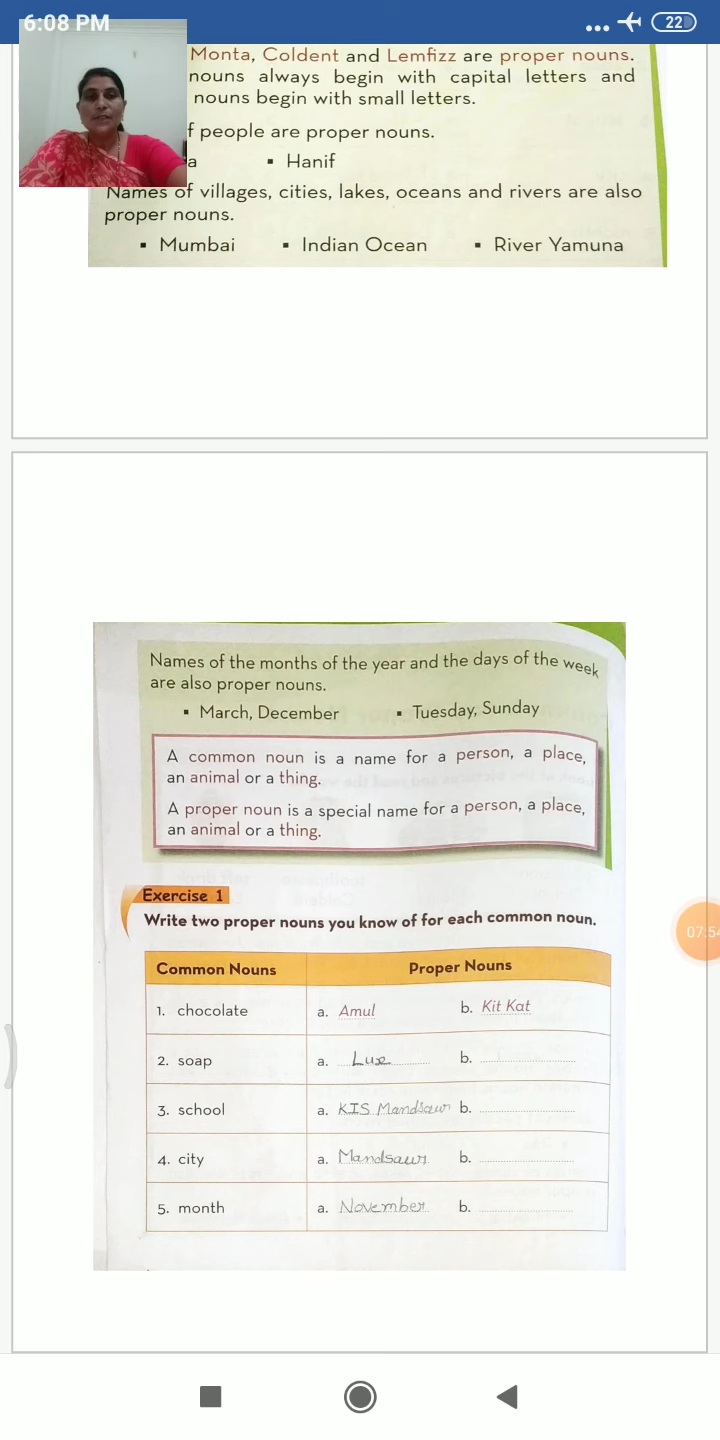 6:08 PM
22
Monta, Coldent and Lemfizz are proper nouns.
nouns always begin with capital letters and
nouns begin with small letters.
f people are proper nouns.
a ▪ Hanif
Names of villages, cities, lakes, oceans and rivers are also
proper nouns.
▪ Mumbai ▪ Indian Ocean ▪ River Yamuna
Names of the months of the year and the days of the week
are also proper nouns.
▪ March, December ▪ Tuesday, Sunday
A common noun is a name for a person, a place,
an animal or a thing.
A proper noun is a special name for a person, a place,
an animal or a thing.
Exercise 1
Write two proper nouns you know of for each common noun.
Common Nouns Proper Nouns
1. chocolate a. Amul b. Kit Kat
2. soap a. Lux b.
3. school a. KIS Mandsaur b.
4. city a. Mandsaur b.
5. month a. November b.
07:54